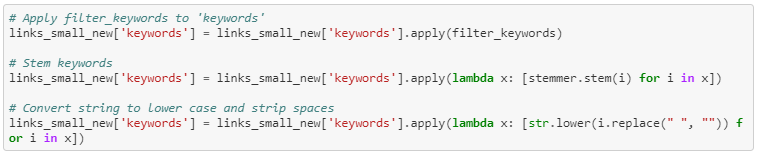 # Apply filter_keywords to 'keywords'
links_small_new['keywords'] = links_small_new['keywords'].apply(filter_keywords)
# Stem keywords
links_small_new['keywords'] = links_small_new['keywords'].apply(lambda x: [stemmer.stem(i) for i in x])
# Convert string to lower case and strip spaces
links_small_new['keywords'] = links_small_new['keywords'].apply(lambda x: [str.lower(i.replace(" ", "")) f
or i in x])